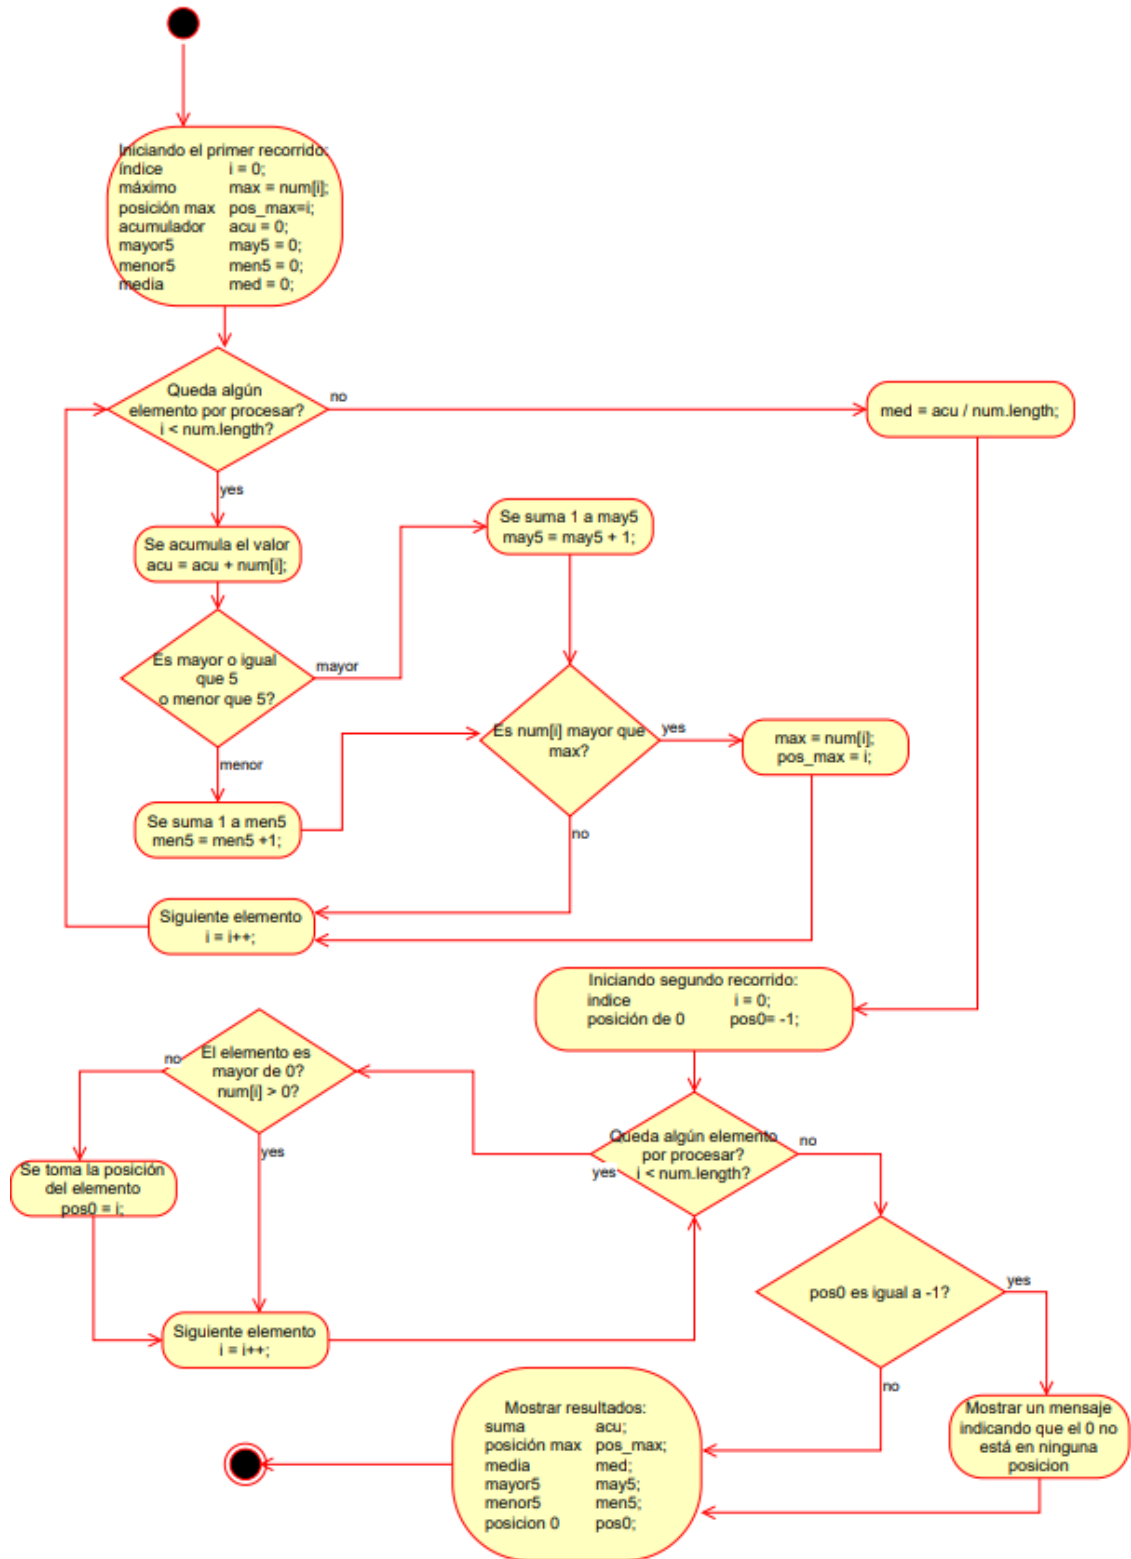 Iniciando el primer recorrido:
índice i = 0;
máximo max = num[i];
posición max pos_max=i;
acumulador acu = 0;
mayor5 may5 = 0;
menor5 men5 = 0;
media med = 0;
Queda algún
elemento por procesar?
i < num.length?
no
med = acu / num.length;
yes
Se acumula el valor
acu = acu + num[i];
Se suma 1 a may5
may5 = may5 + 1;
Es mayor o igual
que 5
o menor que 5?
mayor
menor
Es num[i] mayor que
max?
yes
max = num[i];
pos_max = i;
no
Se suma 1 a men5
men5 = men5 +1;
Siguiente elemento
i = i++;
Iniciando segundo recorrido:
indice i = 0;
posición de 0 pos0= -1;
El elemento es
mayor de 0?
num[i] > 0?
no
yes
Queda algún elemento
por procesar?
i < num.length?
yes
no
Se toma la posición
del elemento
pos0 = i;
Siguiente elemento
i = i++;
pos0 es igual a -1?
yes
no
Mostrar un mensaje
indicando que el 0 no
está en ninguna
posicion
Mostrar resultados:
suma acu;
posición max pos_max;
media med;
mayor5 may5;
menor5 men5;
posicion 0 pos0;